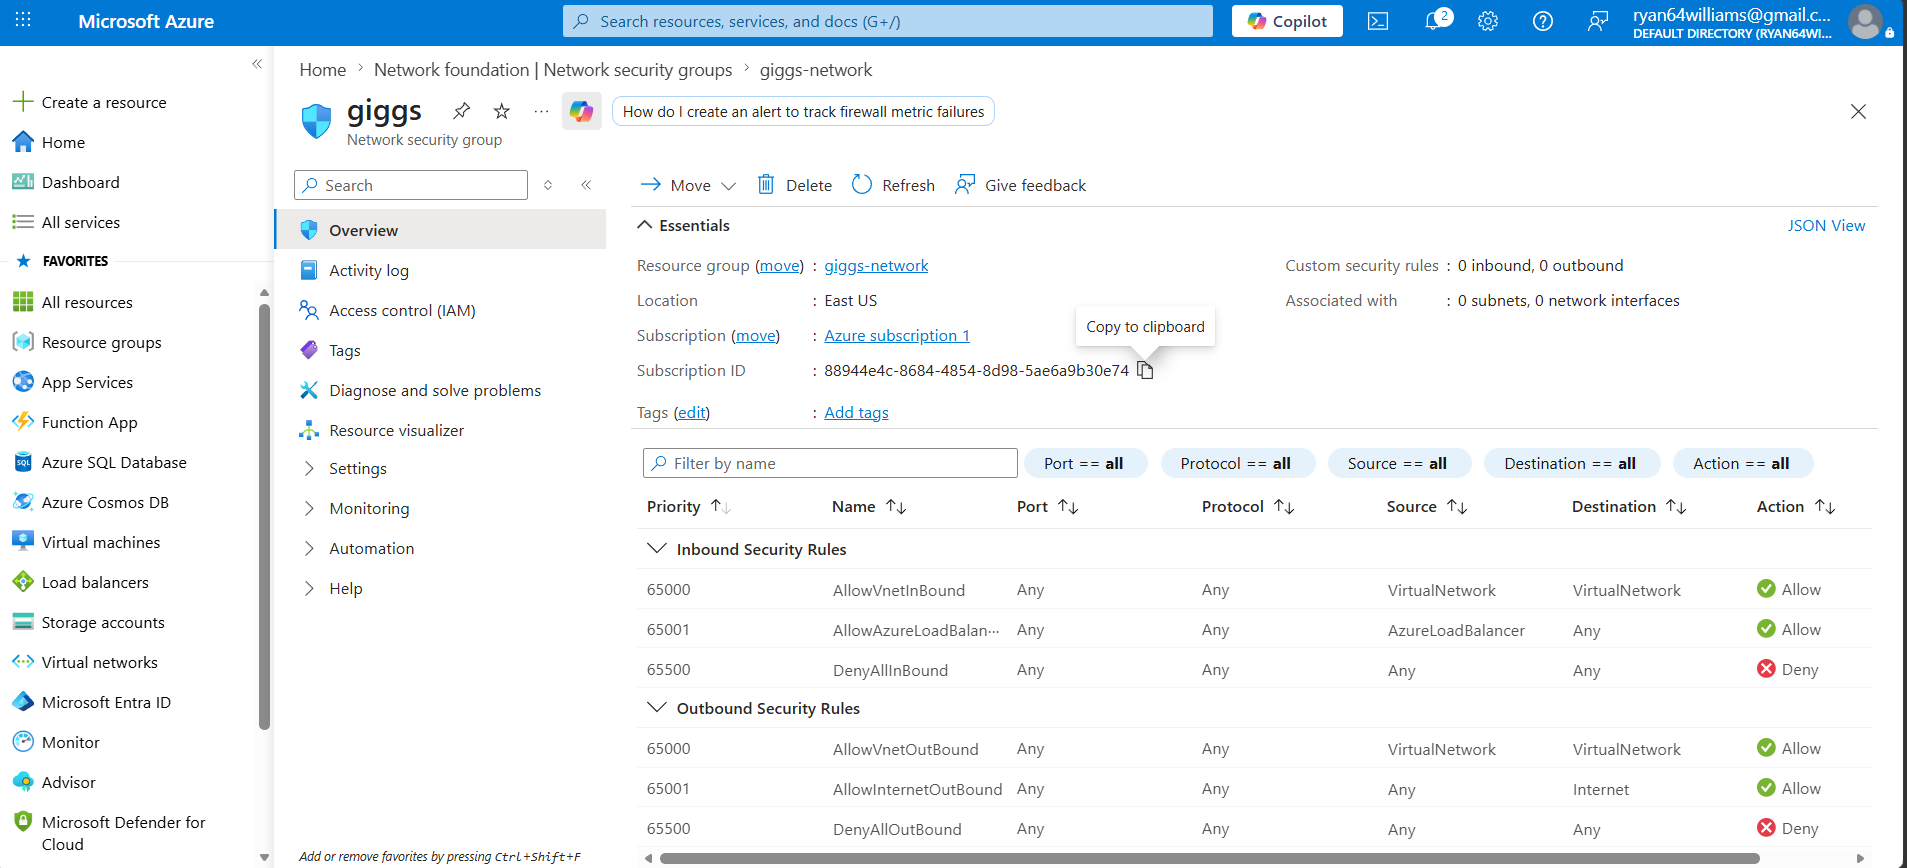 Microsoft Azure
Search resources, services, and docs (G+/)
Copilot
2
ryan64williams@gmail.c...
DEFAULT DIRECTORY (RYAN64WI...
Create a resource
Home
Dashboard
All services
FAVORITES
All resources
Resource groups
App Services
Function App
Azure SQL Database
Azure Cosmos DB
Virtual machines
Load balancers
Storage accounts
Virtual networks
Microsoft Entra ID
Monitor
Advisor
Microsoft Defender for
Cloud
Home > Network foundation | Network security groups > giggs-network
giggs
How do I create an alert to track firewall metric failures
Network security group
Search
Overview
Activity log
Access control (IAM)
Tags
Diagnose and solve problems
Resource visualizer
Settings
Monitoring
Automation
Help
Add or remove favorites by pressing Ctrl+Shift+F
Move Delete Refresh Give feedback
Essentials
JSON View
Resource group (move) : giggs-network
Location : East US
Subscription (move) : Azure subscription 1
Subscription ID : 88944e4c-8684-4854-8d98-5ae6a9b30e74
Tags (edit) : Add tags
Copy to clipboard
Custom security rules : 0 inbound, 0 outbound
Associated with : 0 subnets, 0 network interfaces
Filter by name Port == all Protocol == all Source == all Destination == all Action == all
Priority Name Port Protocol Source Destination Action
Inbound Security Rules
65000 AllowVnetInBound Any Any VirtualNetwork VirtualNetwork Allow
65001 AllowAzureLoadBalan··· Any Any AzureLoadBalancer Any Allow
65500 DenyAllInBound Any Any Any Any Deny
Outbound Security Rules
65000 AllowVnetOutBound Any Any VirtualNetwork VirtualNetwork Allow
65001 AllowInternetOutBound Any Any Any Internet Allow
65500 DenyAllOutBound Any Any Any Any Deny